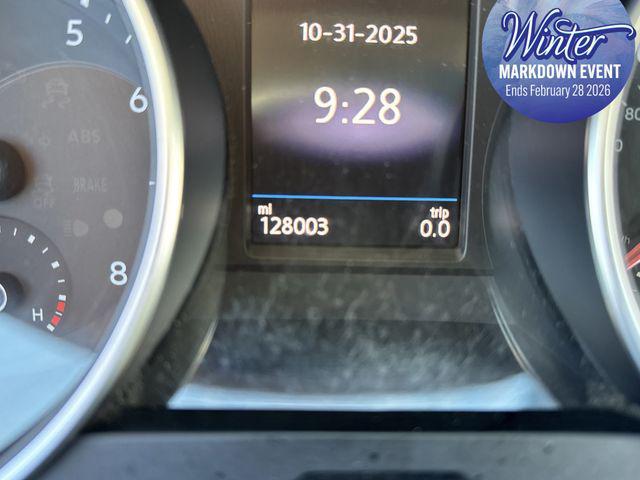 10-31-2025
9:28
mi
trip
128003
0.0
Winter
MARKDOWN EVENT
Ends February 28 2026
5
6
8
ABS
BRAKE
OFF
H
80